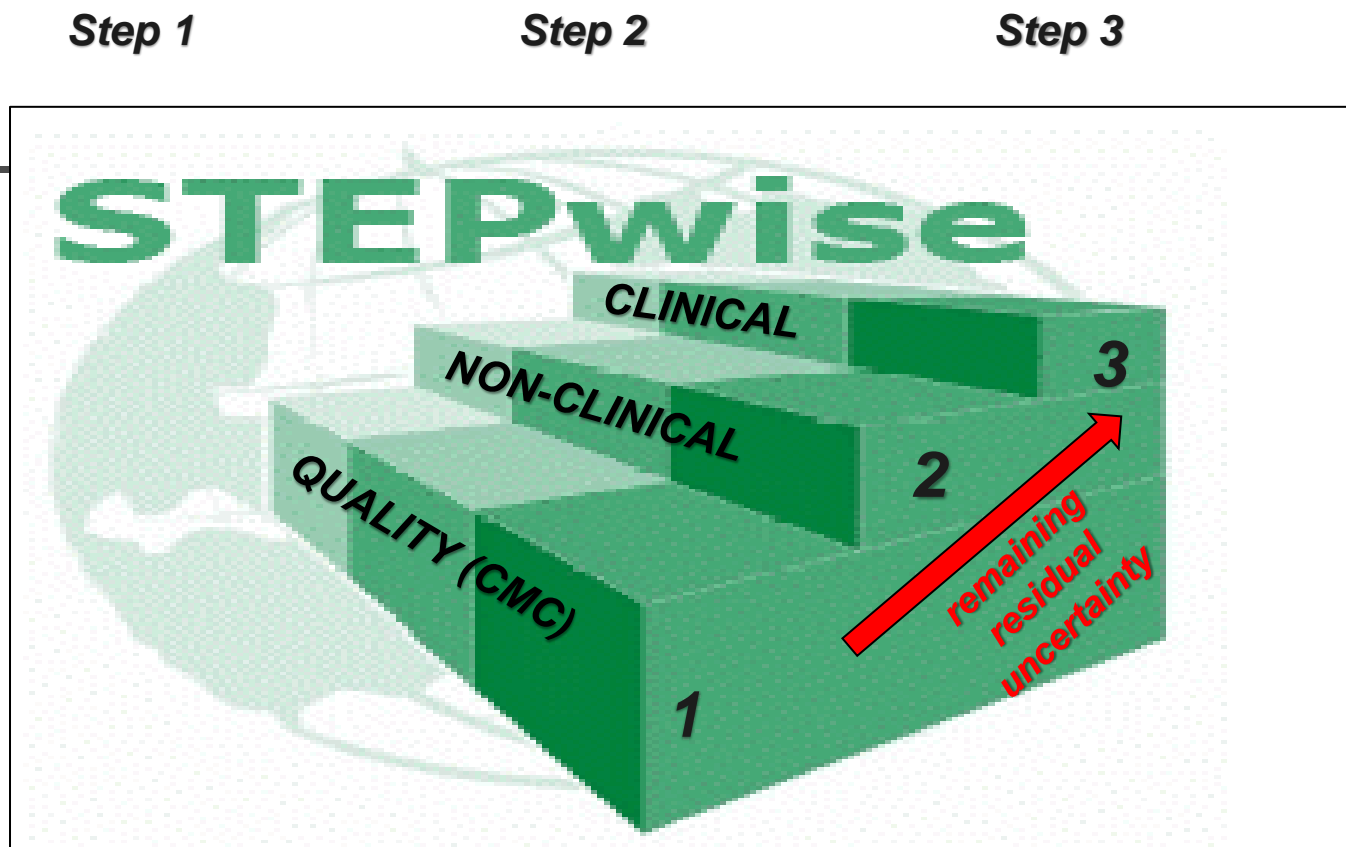 Step 1 Step 2 Step 3
STEPwise
CLINICAL
3
NON-CLINICAL
2
QUALITY (CMC)
1
remaining
residual
uncertainty